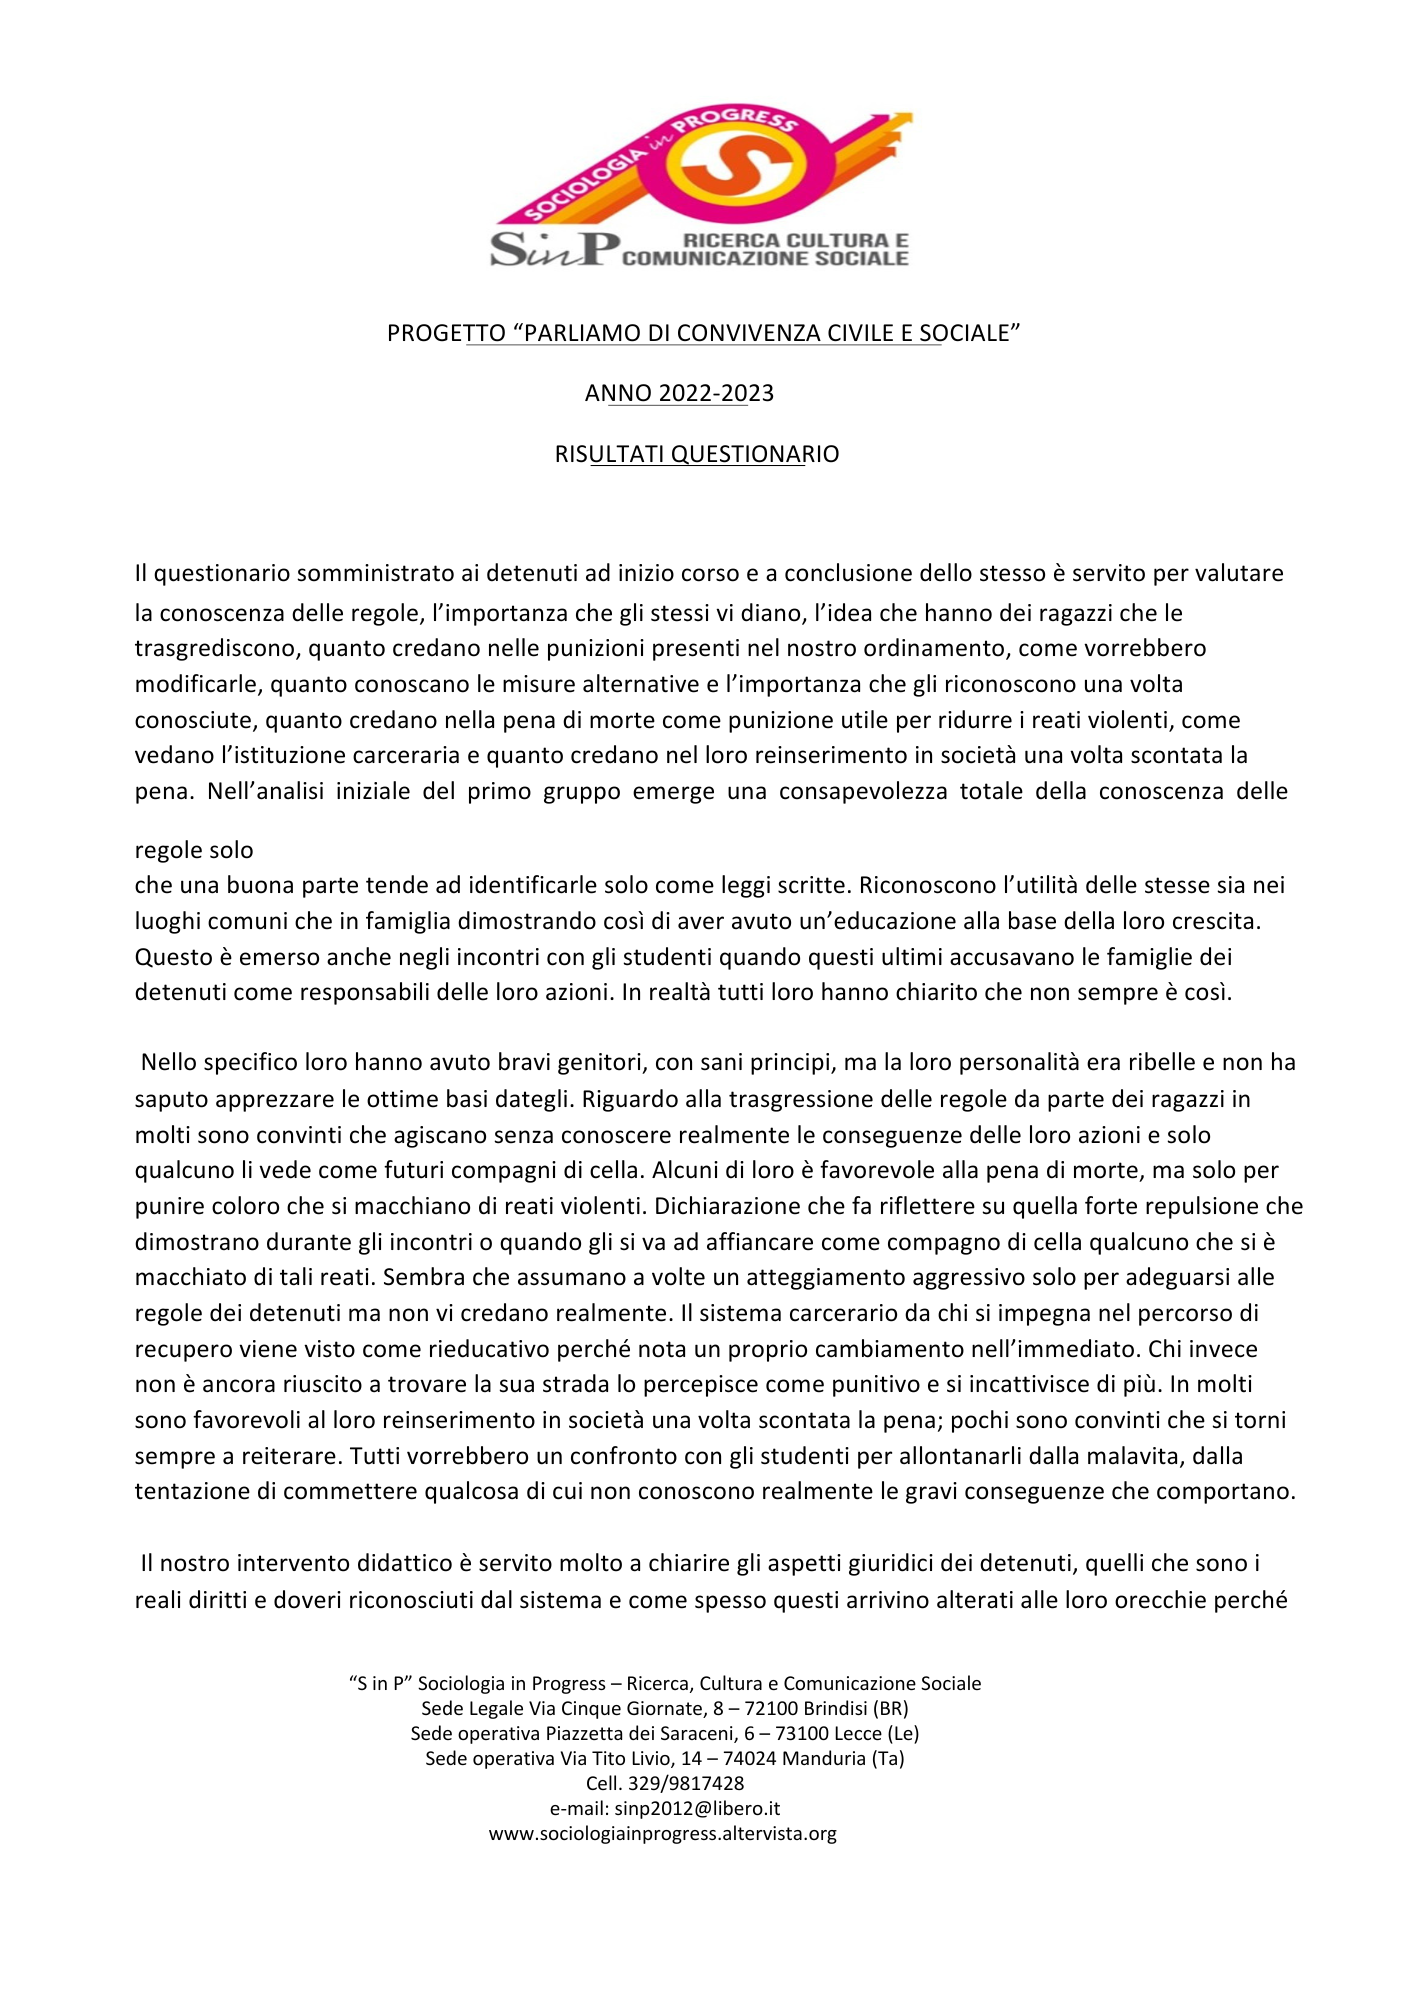 SOCIOLOGIA in PROGRESS
S
SinP RICERCA CULTURA E
COMUNICAZIONE SOCIALE
PROGETTO “PARLIAMO DI CONVIVENZA CIVILE E SOCIALE”
ANNO 2022-2023
RISULTATI QUESTIONARIO
Il questionario somministrato ai detenuti ad inizio corso e a conclusione dello stesso è servito per valutare
la conoscenza delle regole, l’importanza che gli stessi vi diano, l’idea che hanno dei ragazzi che le
trasgrediscono, quanto credano nelle punizioni presenti nel nostro ordinamento, come vorrebbero
modificarle, quanto conoscano le misure alternative e l’importanza che gli riconoscono una volta
conosciute, quanto credano nella pena di morte come punizione utile per ridurre i reati violenti, come
vedano l’istituzione carceraria e quanto credano nel loro reinserimento in società una volta scontata la
pena. Nell’analisi iniziale del primo gruppo emerge una consapevolezza totale della conoscenza delle
regole solo
che una buona parte tende ad identificarle solo come leggi scritte. Riconoscono l’utilità delle stesse sia nei
luoghi comuni che in famiglia dimostrando così di aver avuto un’educazione alla base della loro crescita.
Questo è emerso anche negli incontri con gli studenti quando questi ultimi accusavano le famiglie dei
detenuti come responsabili delle loro azioni. In realtà tutti loro hanno chiarito che non sempre è così.
Nello specifico loro hanno avuto bravi genitori, con sani principi, ma la loro personalità era ribelle e non ha
saputo apprezzare le ottime basi dategli. Riguardo alla trasgressione delle regole da parte dei ragazzi in
molti sono convinti che agiscano senza conoscere realmente le conseguenze delle loro azioni e solo
qualcuno li vede come futuri compagni di cella. Alcuni di loro è favorevole alla pena di morte, ma solo per
punire coloro che si macchiano di reati violenti. Dichiarazione che fa riflettere su quella forte repulsione che
dimostrano durante gli incontri o quando gli si va ad affiancare come compagno di cella qualcuno che si è
macchiato di tali reati. Sembra che assumano a volte un atteggiamento aggressivo solo per adeguarsi alle
regole dei detenuti ma non vi credano realmente. Il sistema carcerario da chi si impegna nel percorso di
recupero viene visto come rieducativo perché nota un proprio cambiamento nell’immediato. Chi invece
non è ancora riuscito a trovare la sua strada lo percepisce come punitivo e si incattivisce di più. In molti
sono favorevoli al loro reinserimento in società una volta scontata la pena; pochi sono convinti che si torni
sempre a reiterare. Tutti vorrebbero un confronto con gli studenti per allontanarli dalla malavita, dalla
tentazione di commettere qualcosa di cui non conoscono realmente le gravi conseguenze che comportano.
Il nostro intervento didattico è servito molto a chiarire gli aspetti giuridici dei detenuti, quelli che sono i
reali diritti e doveri riconosciuti dal sistema e come spesso questi arrivino alterati alle loro orecchie perché
“S in P” Sociologia in Progress – Ricerca, Cultura e Comunicazione Sociale
Sede Legale Via Cinque Giornate, 8 – 72100 Brindisi (BR)
Sede operativa Piazzetta dei Saraceni, 6 – 73100 Lecce (Le)
Sede operativa Via Tito Livio, 14 – 74024 Manduria (Ta)
Cell. 329/9817428
e-mail: sinp2012@libero.it
www.sociologiainprogress.altervista.org